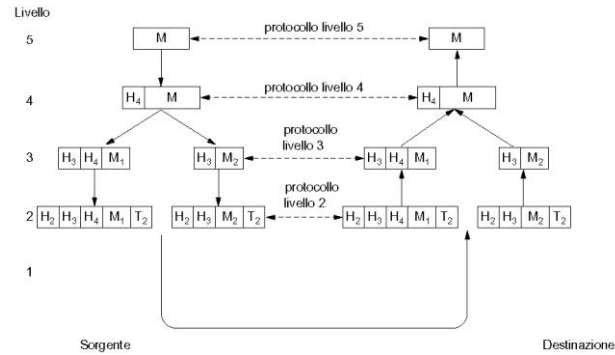 Livello
5
M
protocollo livello 5
M
4
H₄ M
protocollo livello 4
H₄ M
3
H₃ H₄ M₁
H₃ M₂
protocollo
livello 3
H₃ H₄ M₁
H₃ M₂
2
H₂ H₃ H₄ M₁ T₂
H₂ H₃ M₂ T₂
protocollo
livello 2
H₂ H₃ H₄ M₁ T₂
H₂ H₃ M₂ T₂
1
Sorgente
Destinazione